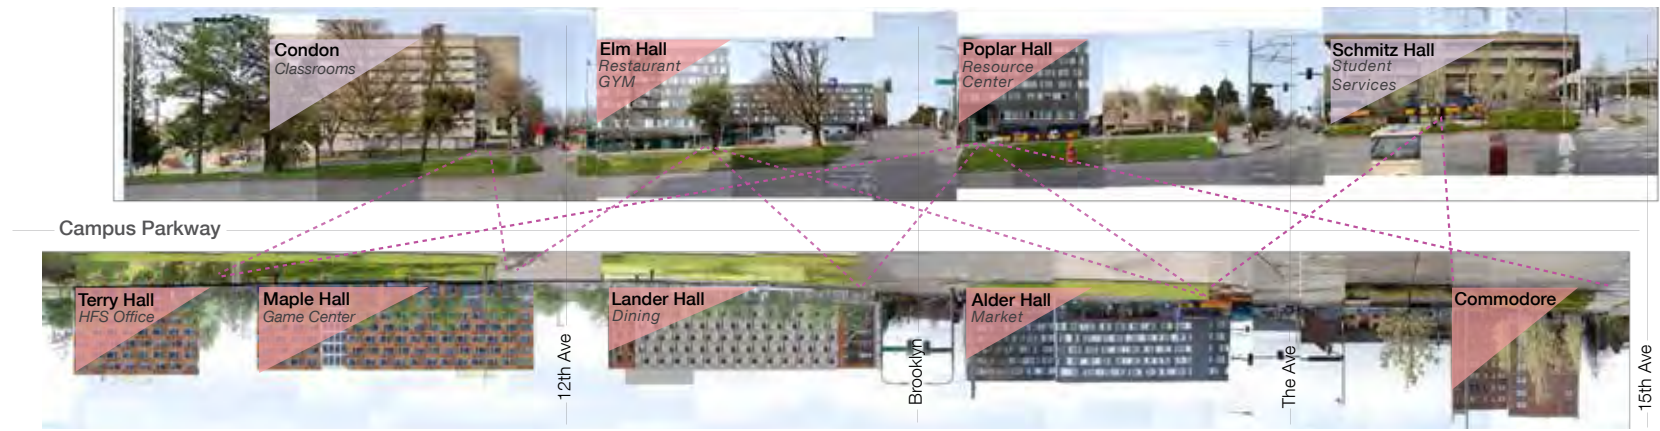 Condon
Classrooms
Elm Hall
Restaurant
GYM
Poplar Hall
Resource
Center
Schmitz Hall
Student
Services
Campus Parkway
Terry Hall
HFS Office
Maple Hall
Game Center
12th Ave
Lander Hall
Dining
Brooklyn
Alder Hall
Market
The Ave
Commodore
15th Ave